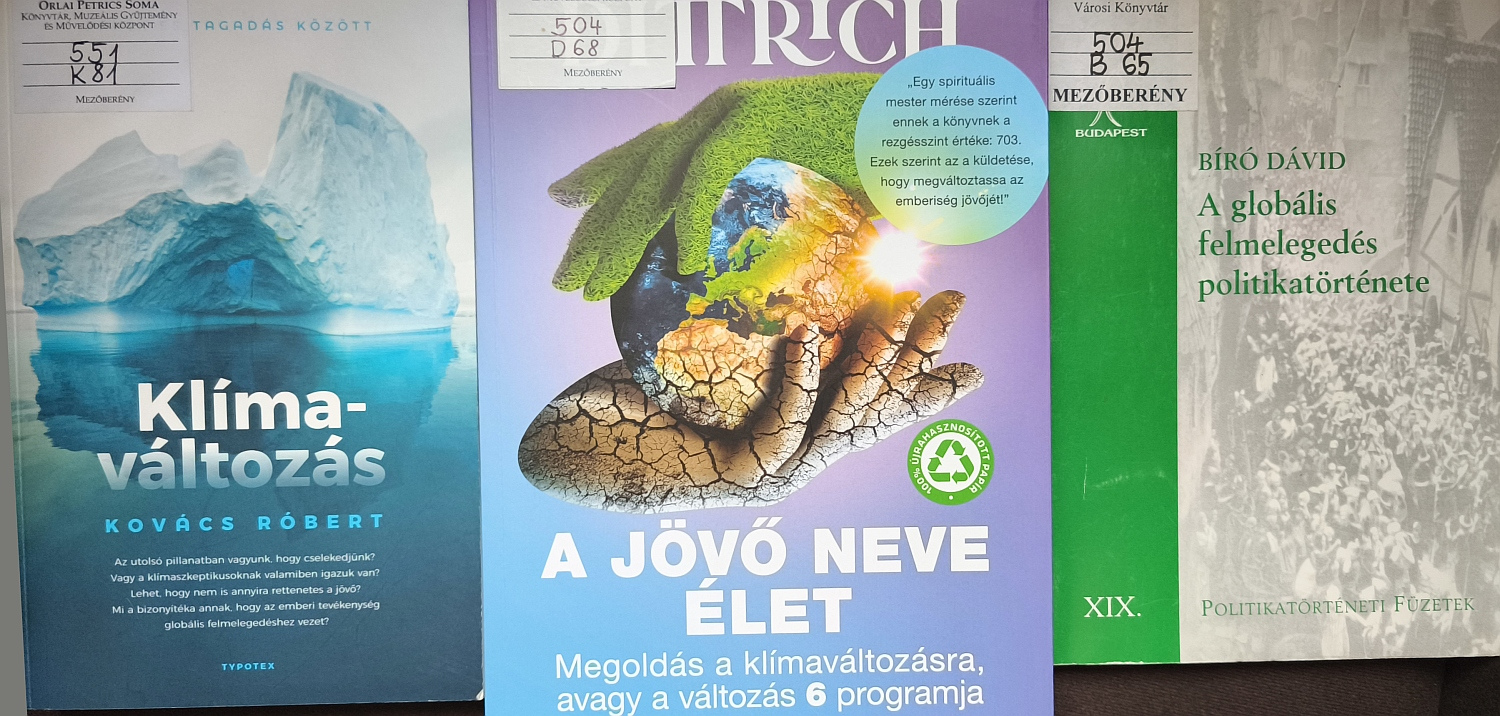 ORLAI PETRICS SOMA
KÖNYVTÁR, MUZEÁLIS GYŰJTEMÉNY
ÉS MŰVELŐDÉSI KÖZPONT
551
K 81
MEZŐBERÉNY
TAGADÁS KÖZÖTT
Klíma-
változás
KOVÁCS RÓBERT
Az utolsó pillanatban vagyunk, hogy cselekedjünk?
Vagy a klímaszkeptikusoknak valamiben igazuk van?
Lehet, hogy nem is annyira rettenetes a jövő?
Mi a bizonyítéka annak, hogy az emberi tevékenység
globális felmelegedéshez vezet?
TYPOTEX
504
D 68
MEZŐBERÉNY
„Egy spirituális
mester mérése szerint
ennek a könyvnek a
rezgésszint értéke: 703.
Ezek szerint az a küldetése,
hogy megváltoztassa az
emberiség jövőjét!”
100% ÚJRAHASZNOSÍTOTT PAPÍR
A JÖVŐ NEVE
ÉLET
Megoldás a klímaváltozásra,
avagy a változás 6 programja
Városi Könyvtár
504
B 65
MEZŐBERÉNY
BUDAPEST
BÍRÓ DÁVID
A globális
felmelegedés
politikatörténete
XIX.
POLITIKATÖRTÉNETI FÜZETEK